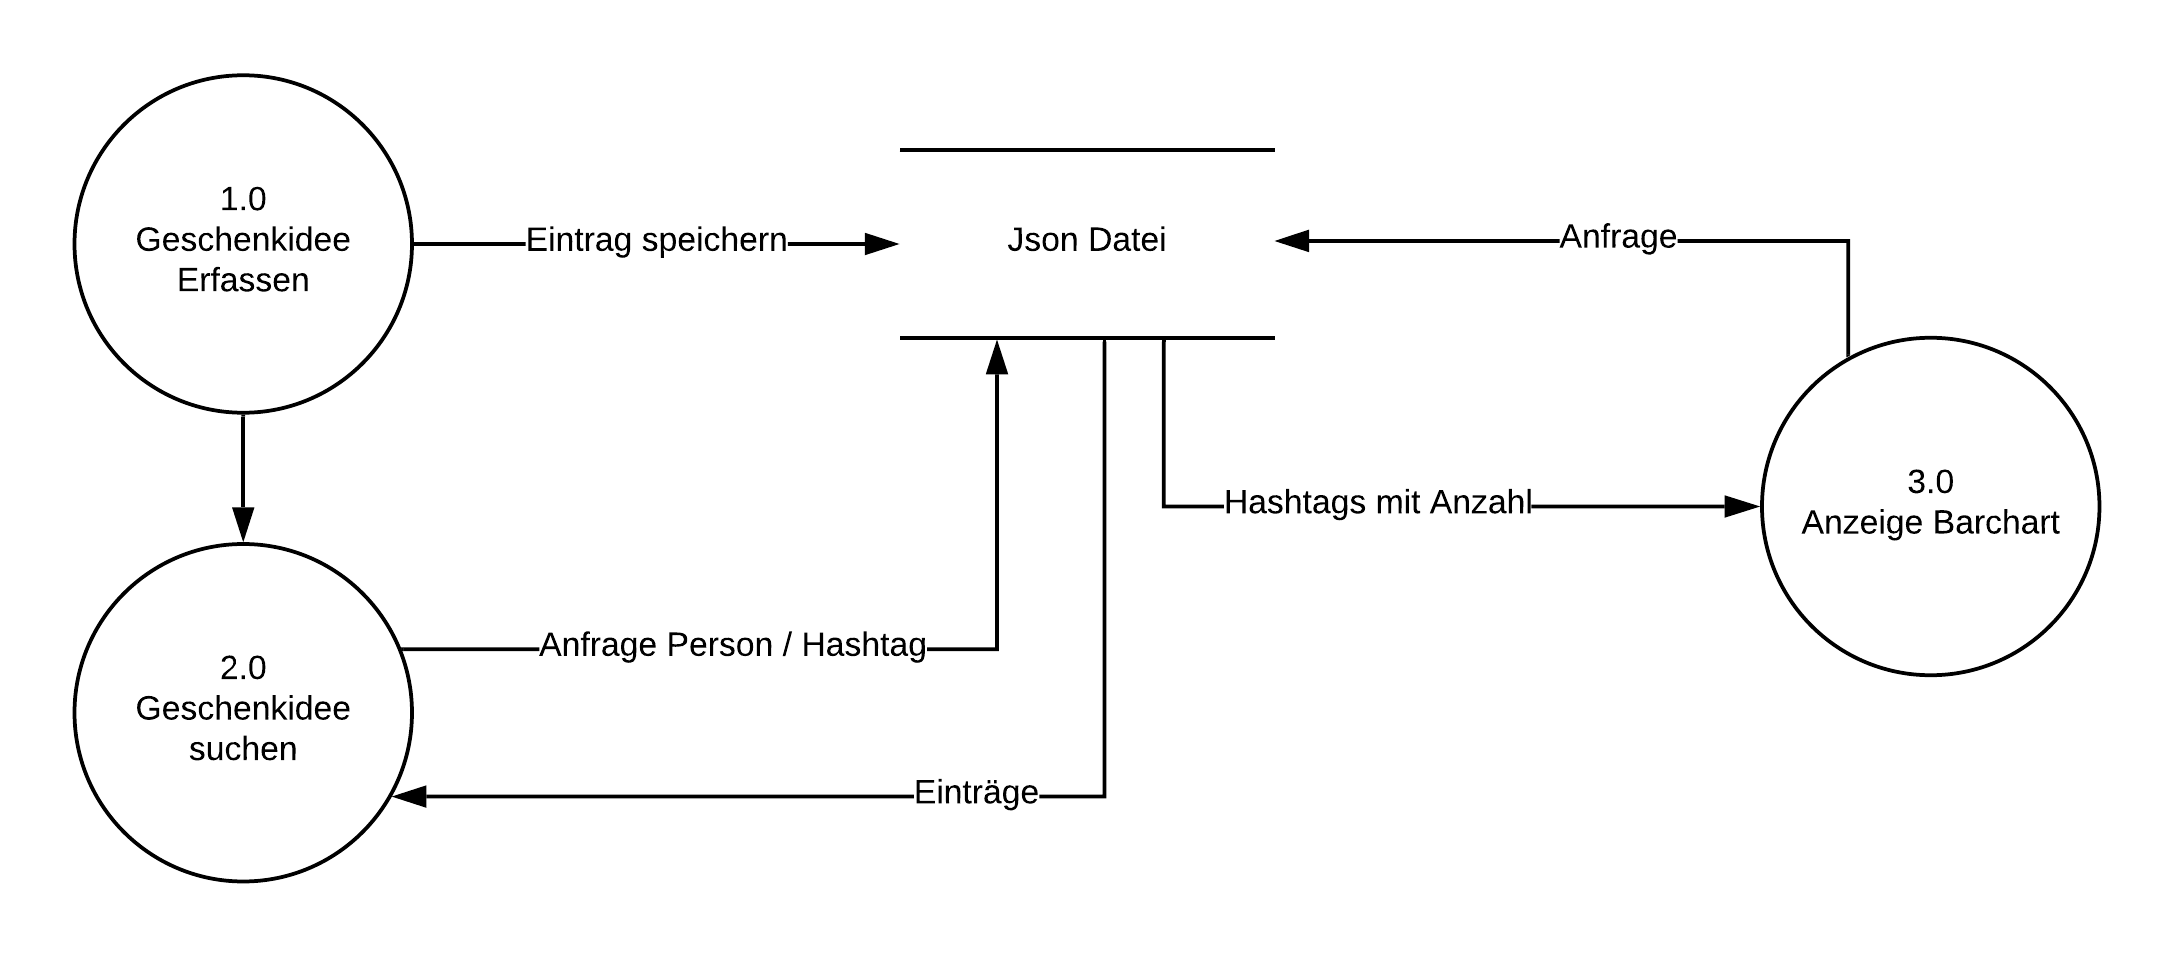 1.0
Geschenkidee
Erfassen
Eintrag speichern
Json Datei
Anfrage
Hashtags mit Anzahl
3.0
Anzeige Barchart
2.0
Geschenkidee
suchen
Anfrage Person / Hashtag
Einträge